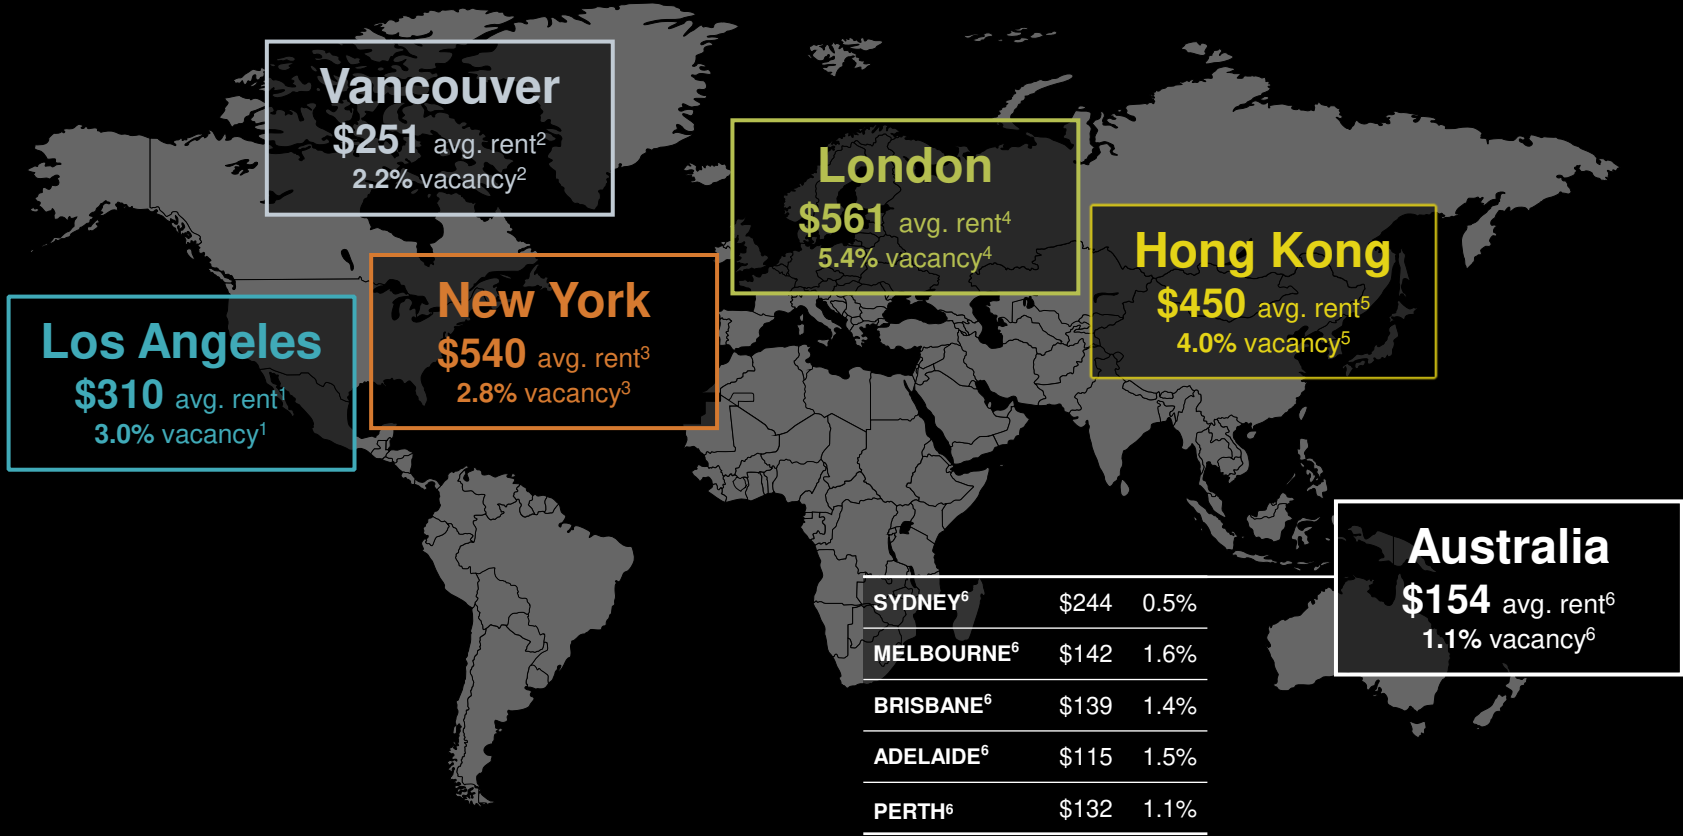 Vancouver
$251 avg. rent²
2.2% vacancy²
London
$561 avg. rent⁴
5.4% vacancy⁴
Hong Kong
$450 avg. rent⁵
4.0% vacancy⁵
New York
$540 avg. rent³
2.8% vacancy³
Los Angeles
$310 avg. rent¹
3.0% vacancy¹
Australia
$154 avg. rent⁶
1.1% vacancy⁶
SYDNEY⁶ $244 0.5%
MELBOURNE⁶ $142 1.6%
BRISBANE⁶ $139 1.4%
ADELAIDE⁶ $115 1.5%
PERTH⁶ $132 1.1%